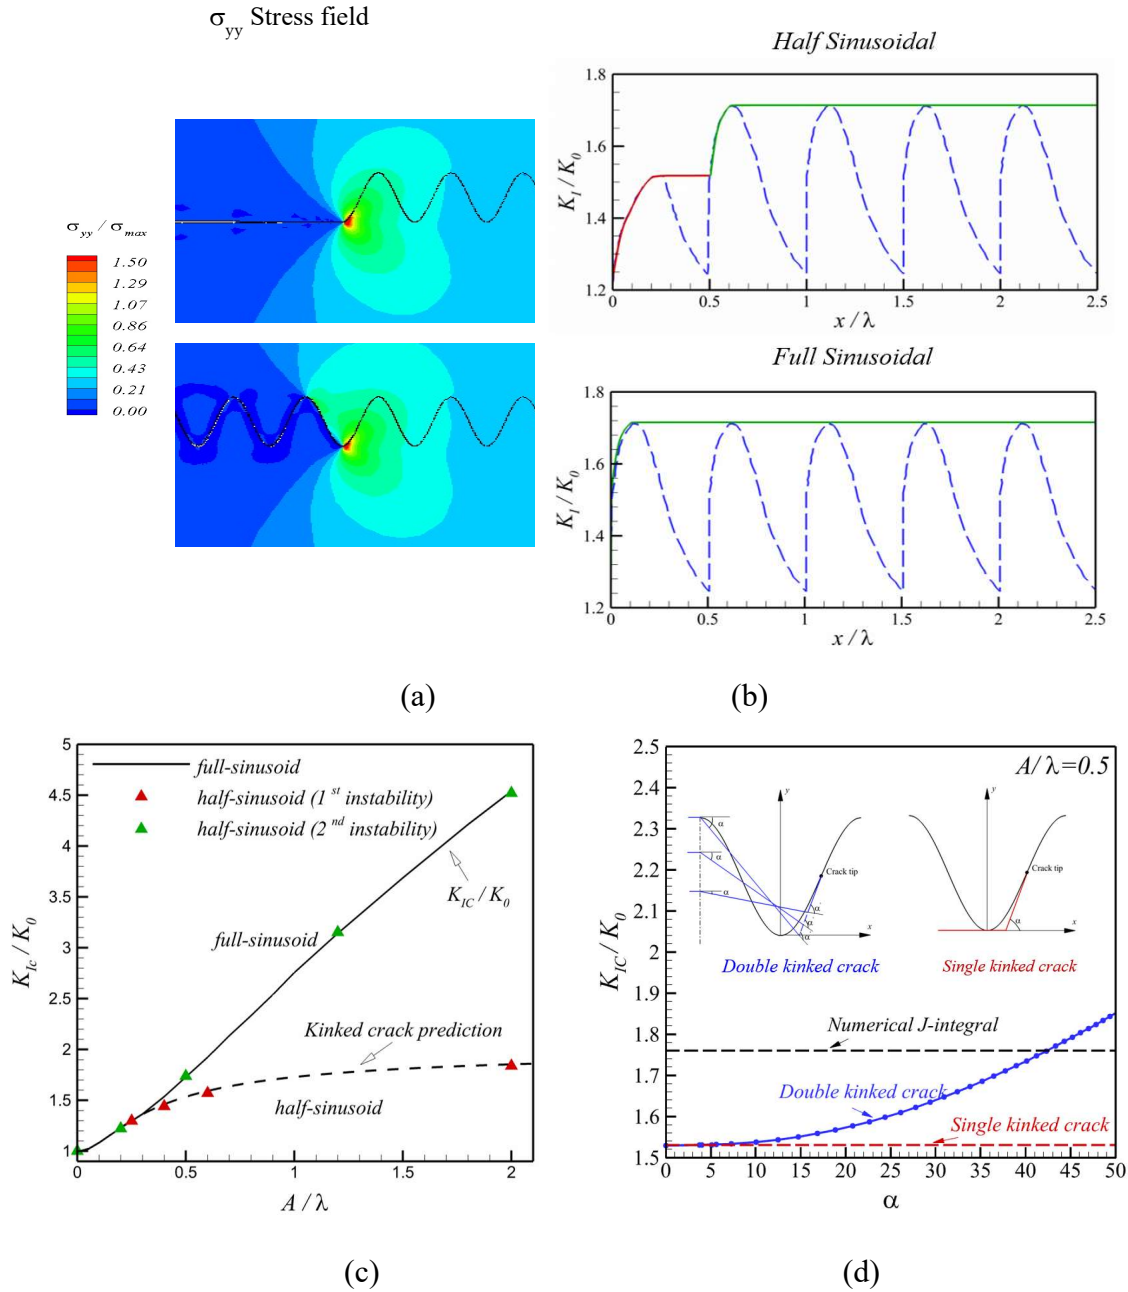 σyy Stress field
σyy / σmax
1.50
1.29
1.07
0.86
0.64
0.43
0.21
0.00
(a)
Half Sinusoidal
KI / K0
1.8
1.6
1.4
1.2
0 0.5 1 1.5 2 2.5
x / λ
Full Sinusoidal
KI / K0
1.8
1.6
1.4
1.2
0 0.5 1 1.5 2 2.5
x / λ
(b)
KIc / K0
5
4.5
4
3.5
3
2.5
2
1.5
1
full-sinusoid
half-sinusoid (1 st instability)
half-sinusoid (2 nd instability)
KIC / K0
full-sinusoid
Kinked crack prediction
half-sinusoid
0 0.5 1 1.5 2
A / λ
(c)
KIC / K0
2.5
2.4
2.3
2.2
2.1
2
1.9
1.8
1.7
1.6
1.5
A/ λ=0.5
y
α
α
α
Crack tip
α
α
α
x
Double kinked crack
y
Crack tip
α
x
Single kinked crack
Numerical J-integral
Double kinked crack
Single kinked crack
0 5 10 15 20 25 30 35 40 45 50
α
(d)